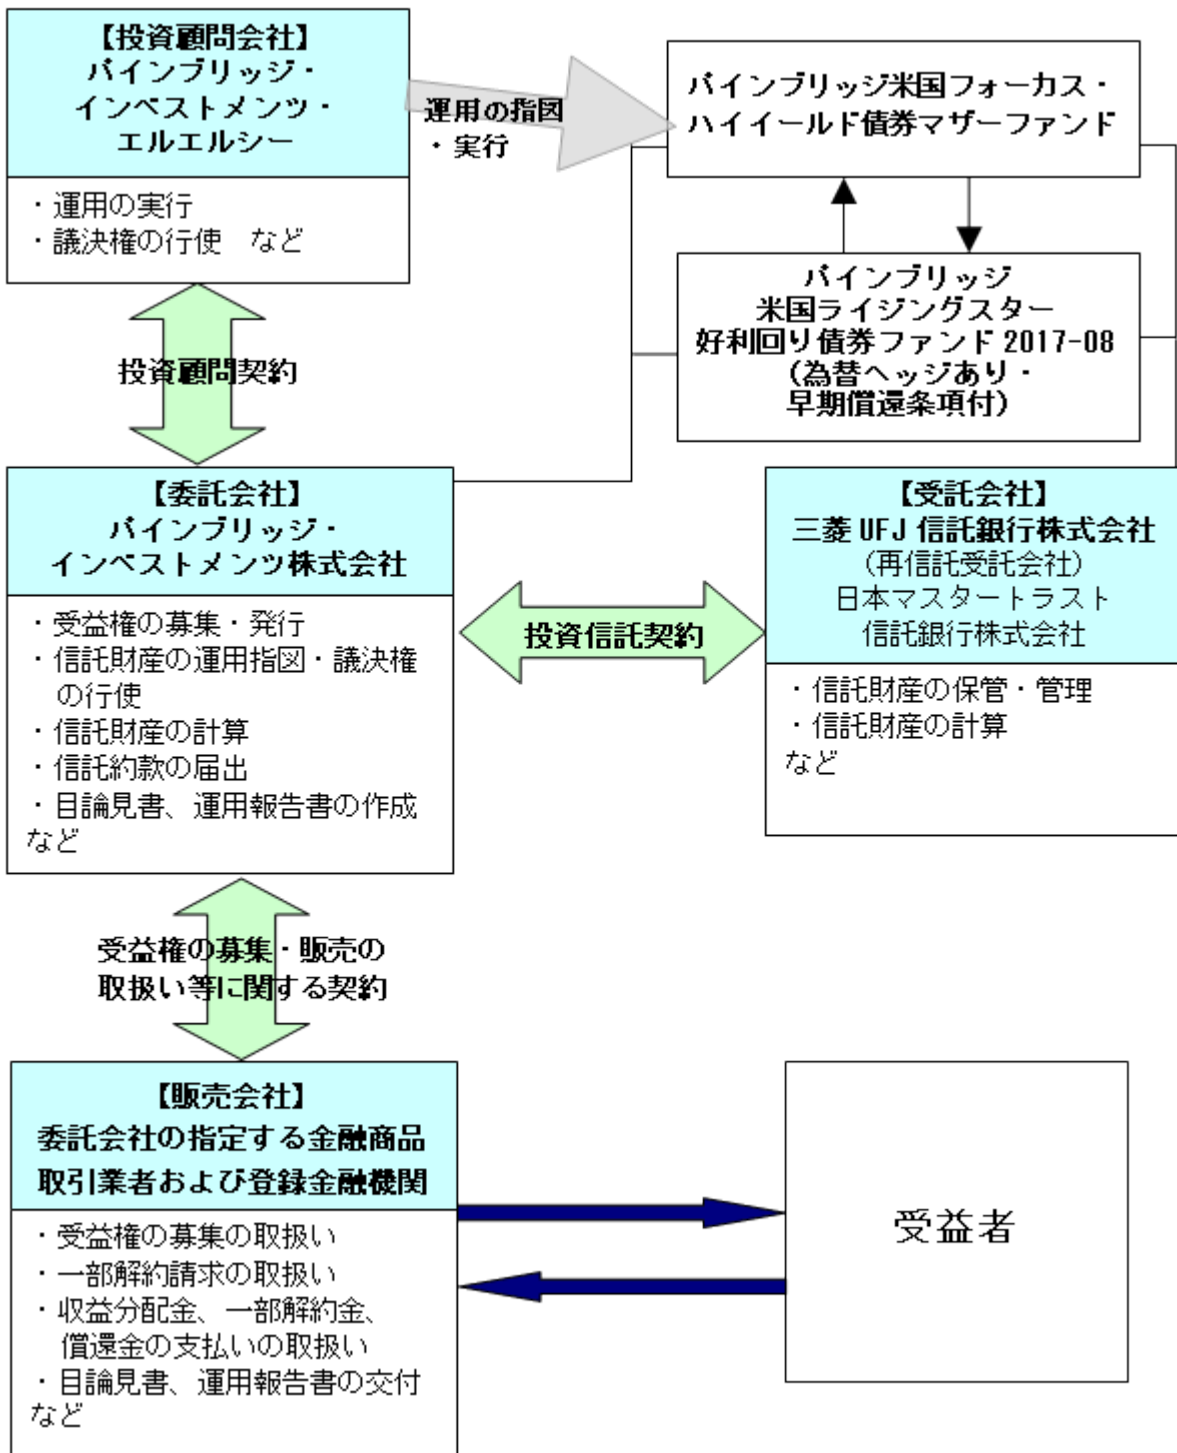 【投資顧問会社】
パインブリッジ・
インベストメンツ・
エルエルシー
・運用の実行
・議決権の行使　など
運用の指図
・実行
パインブリッジ米国フォーカス・
ハイイールド債券マザーファンド
パインブリッジ
米国ライジングスター
好利回り債券ファンド2017-08
(為替ヘッジあり・
早期償還条項付)
投資顧問契約
【委託会社】
パインブリッジ・
インベストメンツ株式会社
・受益権の募集・発行
・信託財産の運用指図・議決権
の行使
・信託財産の計算
・信託約款の届出
・目論見書、運用報告書の作成
など
投資信託契約
【受託会社】
三菱UFJ信託銀行株式会社
(再信託受託会社)
日本マスタートラスト
信託銀行株式会社
・信託財産の保管・管理
・信託財産の計算
など
受益権の募集・販売の
取扱い等に関する契約
【販売会社】
委託会社の指定する金融商品
取引業者および登録金融機関
・受益権の募集の取扱い
・一部解約請求の取扱い
・収益分配金、一部解約金、
償還金の支払いの取扱い
・目論見書、運用報告書の交付
など
受益者